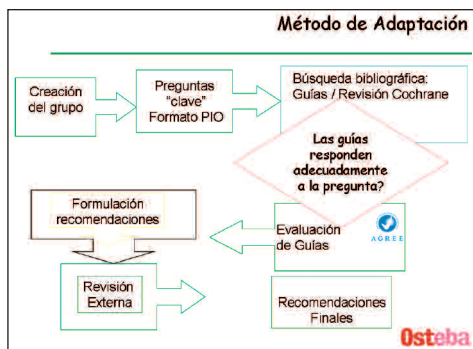 Método de Adaptación
Creación
del grupo
Preguntas
"clave"
Formato PIO
Búsqueda bibliográfica:
Guías / Revisión Cochrane
Las guías
responden
adecuadamente
a la pregunta?
Formulación
recomendaciones
Evaluación
de Guías
AGREE
Revisión
Externa
Recomendaciones
Finales
Osteba